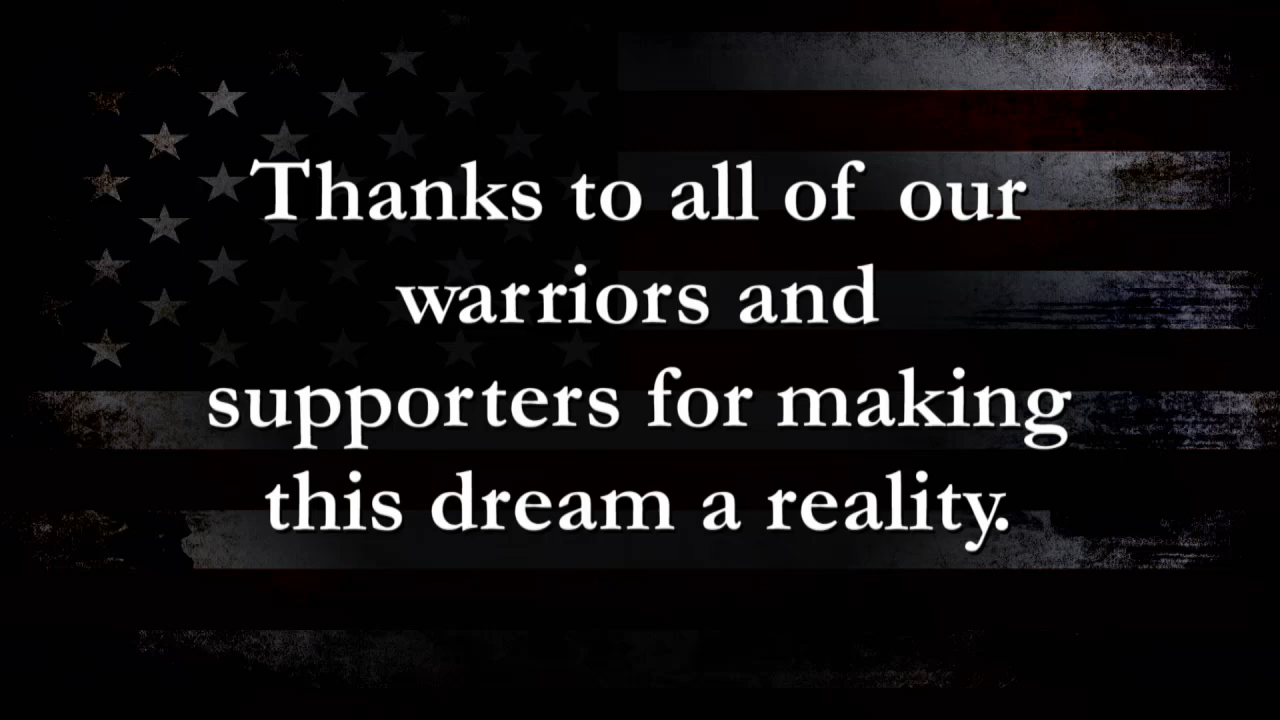 Thanks to all of our
warriors and
supporters for making
this dream a reality.